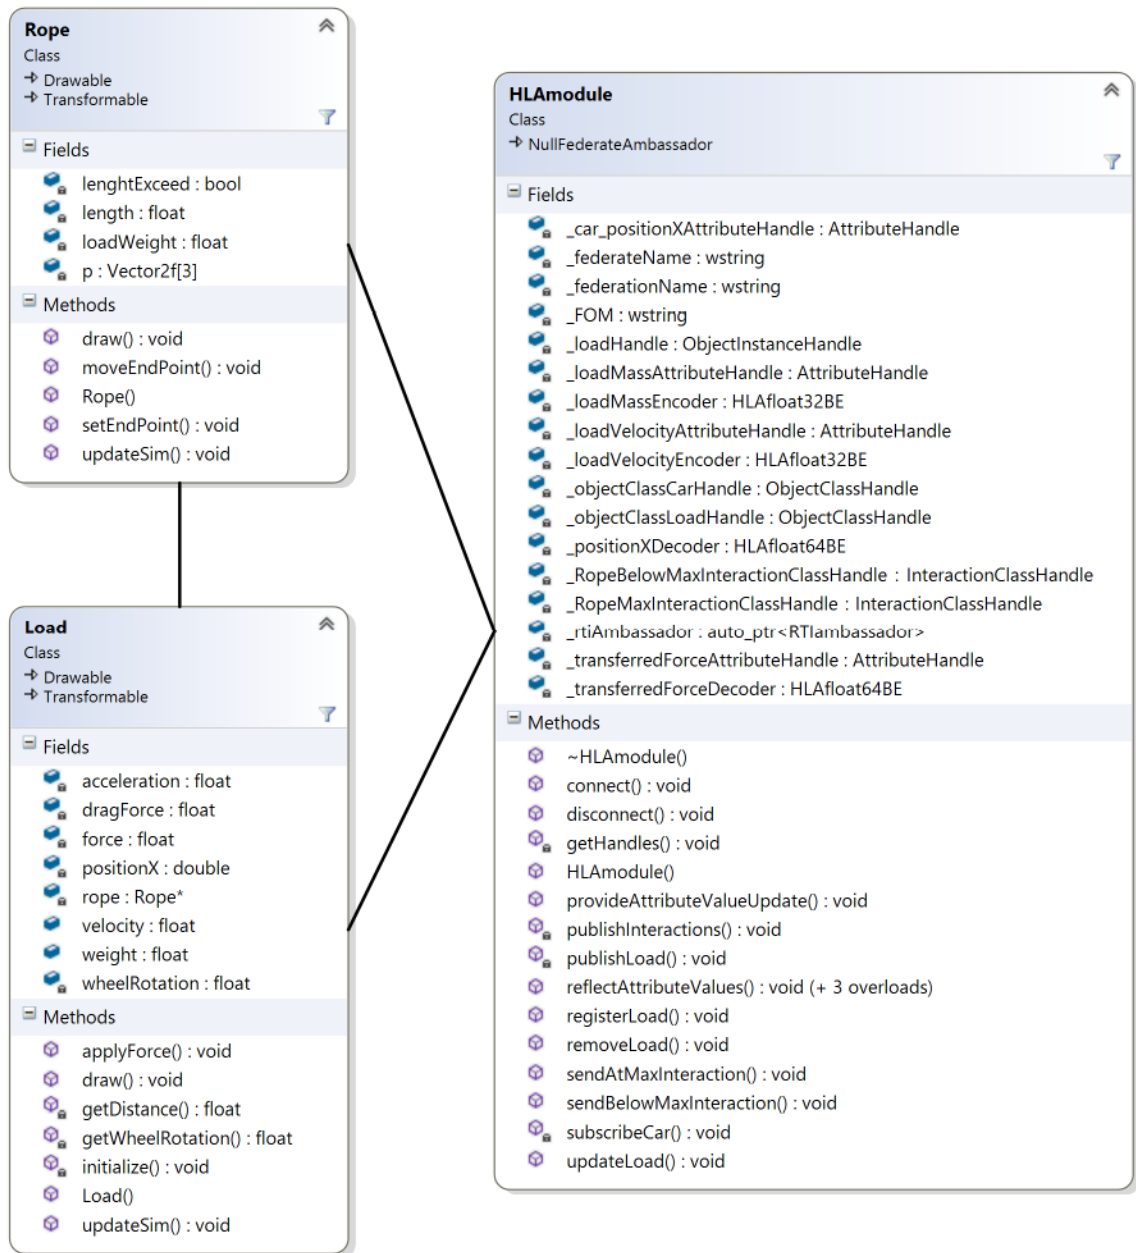 Rope
Class
Drawable
Transformable
Fields
lenghtExceed : bool
length : float
loadWeight : float
p : Vector2f[3]
Methods
draw() : void
moveEndPoint() : void
Rope()
setEndPoint() : void
updateSim() : void
Load
Class
Drawable
Transformable
Fields
acceleration : float
dragForce : float
force : float
positionX : double
rope : Rope*
velocity : float
weight : float
wheelRotation : float
Methods
applyForce() : void
draw() : void
getDistance() : float
getWheelRotation() : float
initialize() : void
Load()
updateSim() : void
HLAmodule
Class
NullFederateAmbassador
Fields
_car_positionXAttributeHandle : AttributeHandle
_federateName : wstring
_federationName : wstring
_FOM : wstring
_loadHandle : ObjectInstanceHandle
_loadMassAttributeHandle : AttributeHandle
_loadMassEncoder : HLAfloat32BE
_loadVelocityAttributeHandle : AttributeHandle
_loadVelocityEncoder : HLAfloat32BE
_objectClassCarHandle : ObjectClassHandle
_objectClassLoadHandle : ObjectClassHandle
_positionXDecoder : HLAfloat64BE
_RopeBelowMaxInteractionClassHandle : InteractionClassHandle
_RopeMaxInteractionClassHandle : InteractionClassHandle
_rtiAmbassador : auto_ptr<RTIambassador>
_transferredForceAttributeHandle : AttributeHandle
_transferredForceDecoder : HLAfloat64BE
Methods
~HLAmodule()
connect() : void
disconnect() : void
getHandles() : void
HLAmodule()
provideAttributeValueUpdate() : void
publishInteractions() : void
publishLoad() : void
reflectAttributeValues() : void (+ 3 overloads)
registerLoad() : void
removeLoad() : void
sendAtMaxInteraction() : void
sendBelowMaxInteraction() : void
subscribeCar() : void
updateLoad() : void